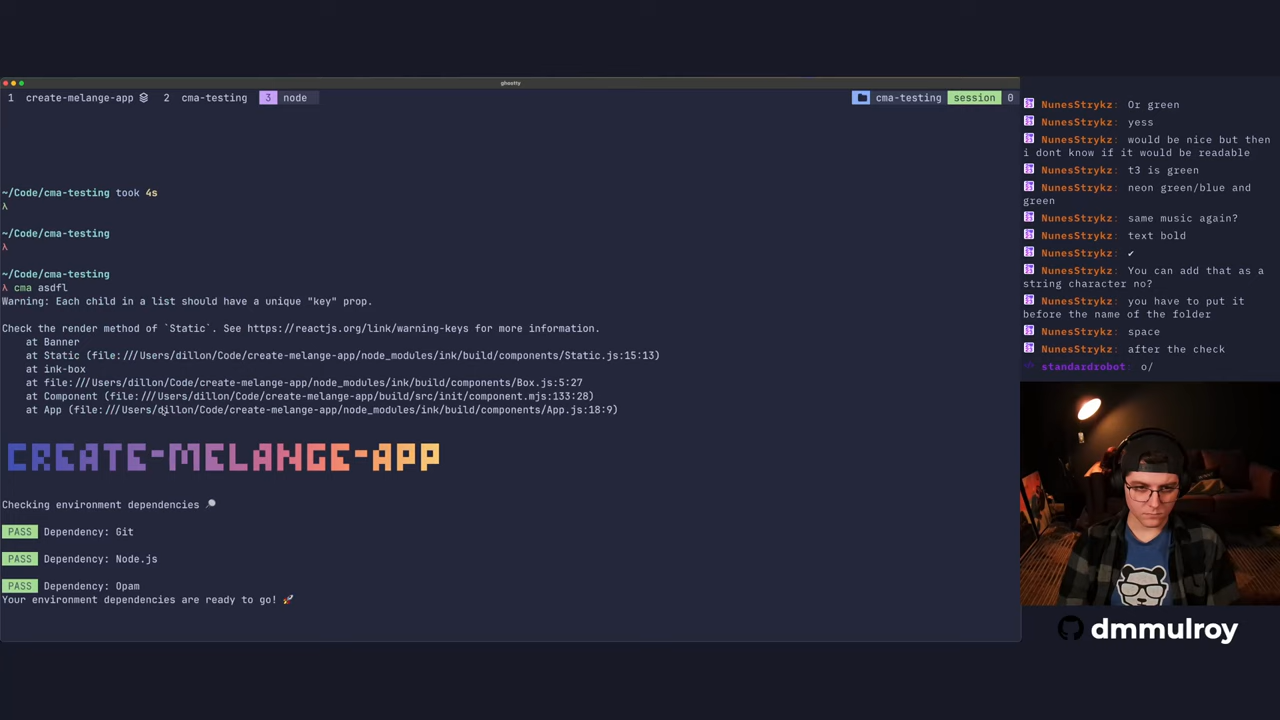 ghostty
1 create-melange-app 2 cma-testing 3 node cma-testing session 0
~/Code/cma-testing took 4s
λ
~/Code/cma-testing
λ
~/Code/cma-testing
λ cma asdfl
Warning: Each child in a list should have a unique "key" prop.
Check the render method of `Static`. See https://reactjs.org/link/warning-keys for more information.
at Banner
at Static (file:///Users/dillon/Code/create-melange-app/node_modules/ink/build/components/Static.js:15:13)
at ink-box
at file:///Users/dillon/Code/create-melange-app/node_modules/ink/build/components/Box.js:5:27
at Component (file:///Users/dillon/Code/create-melange-app/build/src/init/component.mjs:133:28)
at App (file:///Users/dillon/Code/create-melange-app/node_modules/ink/build/components/App.js:18:9)
CREATE-MELANGE-APP
Checking environment dependencies 🔎
PASS Dependency: Git
PASS Dependency: Node.js
PASS Dependency: Opam
Your environment dependencies are ready to go! 🚀
NunesStrykz: Or green
NunesStrykz: yess
NunesStrykz: would be nice but then
i dont know if it would be readable
NunesStrykz: t3 is green
NunesStrykz: neon green/blue and
green
NunesStrykz: same music again?
NunesStrykz: text bold
NunesStrykz: ✔
NunesStrykz: You can add that as a
string character no?
NunesStrykz: you have to put it
before the name of the folder
NunesStrykz: space
NunesStrykz: after the check
standardrobot: o/
dmmulroy